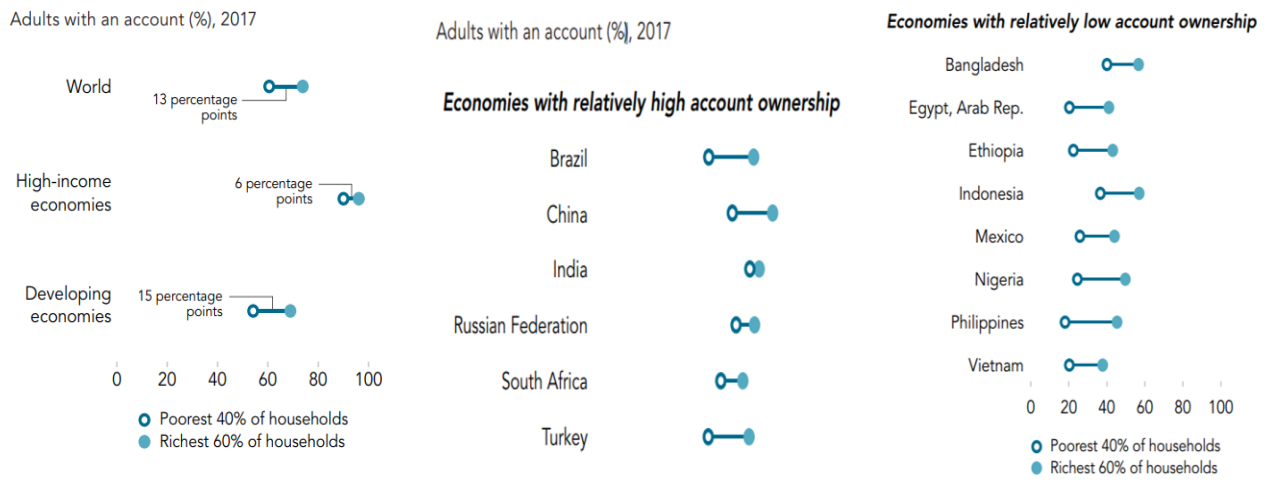 Adults with an account (%), 2017
World
13 percentage
points
High-income
economies
6 percentage
points
Developing
economies
15 percentage
points
0 20 40 60 80 100
Poorest 40% of households
Richest 60% of households
Adults with an account (%), 2017
Economies with relatively high account ownership
Brazil
China
India
Russian Federation
South Africa
Turkey
Economies with relatively low account ownership
Bangladesh
Egypt, Arab Rep.
Ethiopia
Indonesia
Mexico
Nigeria
Philippines
Vietnam
0 20 40 60 80 100
Poorest 40% of households
Richest 60% of households